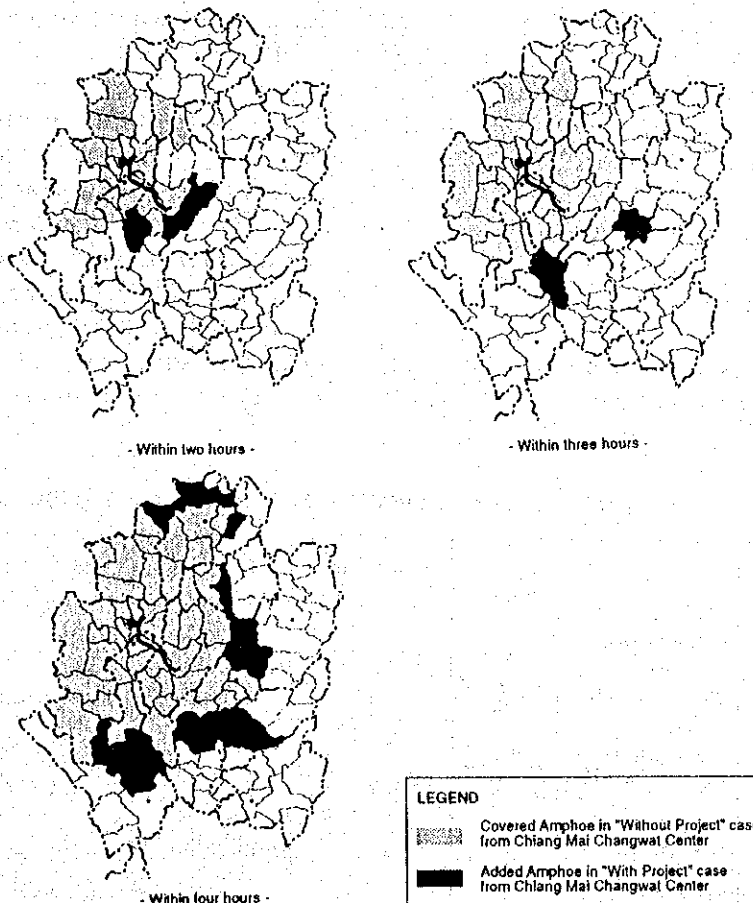 - Within two hours -
- Within three hours -
- Within four hours -
LEGEND
Covered Amphoe in "Without Project" cas
from Chiang Mai Changwat Center
Added Amphoe in "With Project" case
from Chiang Mai Changwat Center